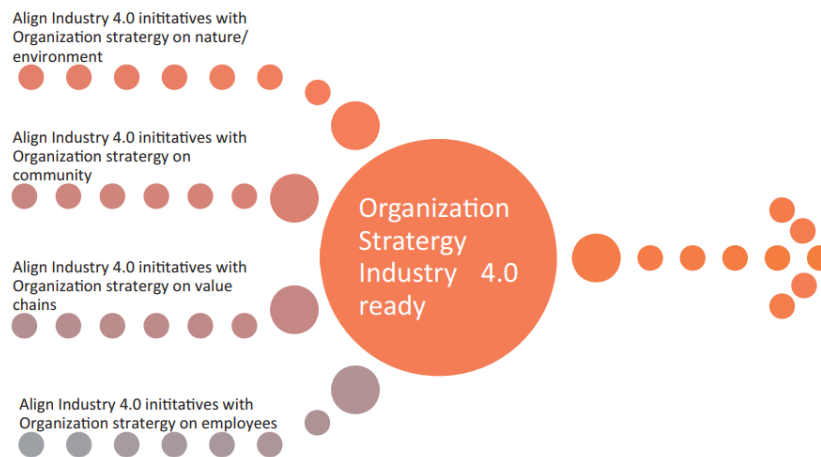 Align Industry 4.0 inititatives with
Organization stratergy on nature/
environment
Align Industry 4.0 inititatives with
Organization stratergy on
community
Align Industry 4.0 inititatives with
Organization stratergy on value
chains
Align Industry 4.0 inititatives with
Organization stratergy on employees
Organization
Stratergy
Industry 4.0
ready